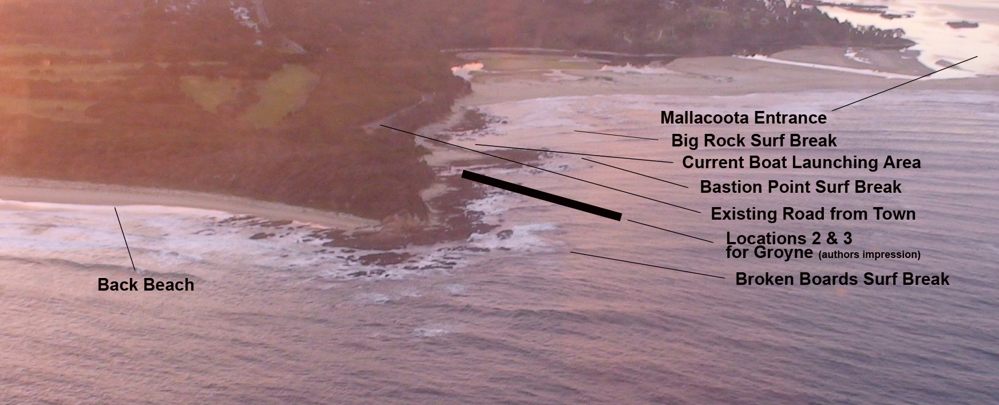 Mallacoota Entrance
Big Rock Surf Break
Current Boat Launching Area
Bastion Point Surf Break
Existing Road from Town
Locations 2 & 3
for Groyne (authors impression)
Broken Boards Surf Break
Back Beach